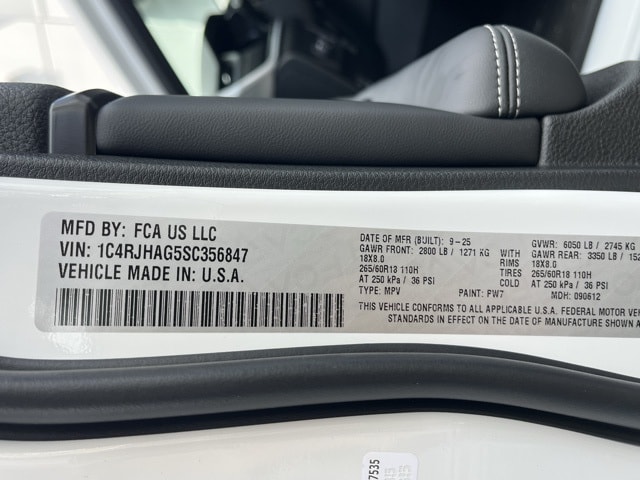 MFD BY: FCA US LLC
VIN: 1C4RJHAG5SC356847
VEHICLE MADE IN: U.S.A.
DATE OF MFR (BUILT): 9-25 GVWR: 6050 LB / 2745 KG
GAWR FRONT: 2800 LB / 1271 KG WITH GAWR REAR: 3350 LB / 152
18X8.0 RIMS 18X8.0
265/60R18 110H TIRES 265/60R18 110H
AT 250 kPa / 36 PSI COLD AT 250 kPa / 36 PSI
TYPE: MPV PAINT: PW7 MDH: 090612
THIS VEHICLE CONFORMS TO ALL APPLICABLE U.S.A. FEDERAL MOTOR VEH
STANDARDS IN EFFECT ON THE DATE OF MANUFACTURE SHOWN A
7535